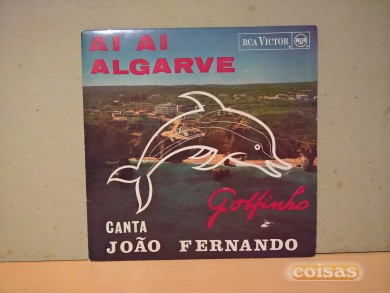 AI AI
ALGARVE
RCA VICTOR
RCA
Golfinho
CANTA
JOÃO FERNANDO
coisas